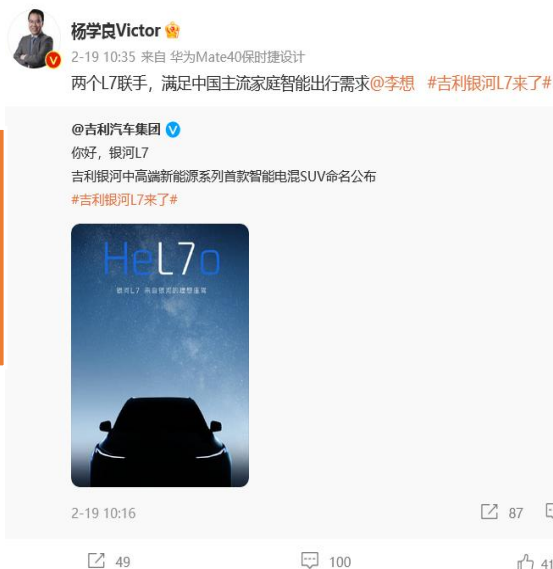 杨学良Victor
2-19 10:35 来自 华为Mate40保时捷设计
两个L7联手，满足中国主流家庭智能出行需求@李想 #吉利银河L7来了#
@吉利汽车集团
你好，银河L7
吉利银河中高端新能源系列首款智能电混SUV命名公布
#吉利银河L7来了#
HeL7o
银河L7
2-19 10:16
87
49
100
41